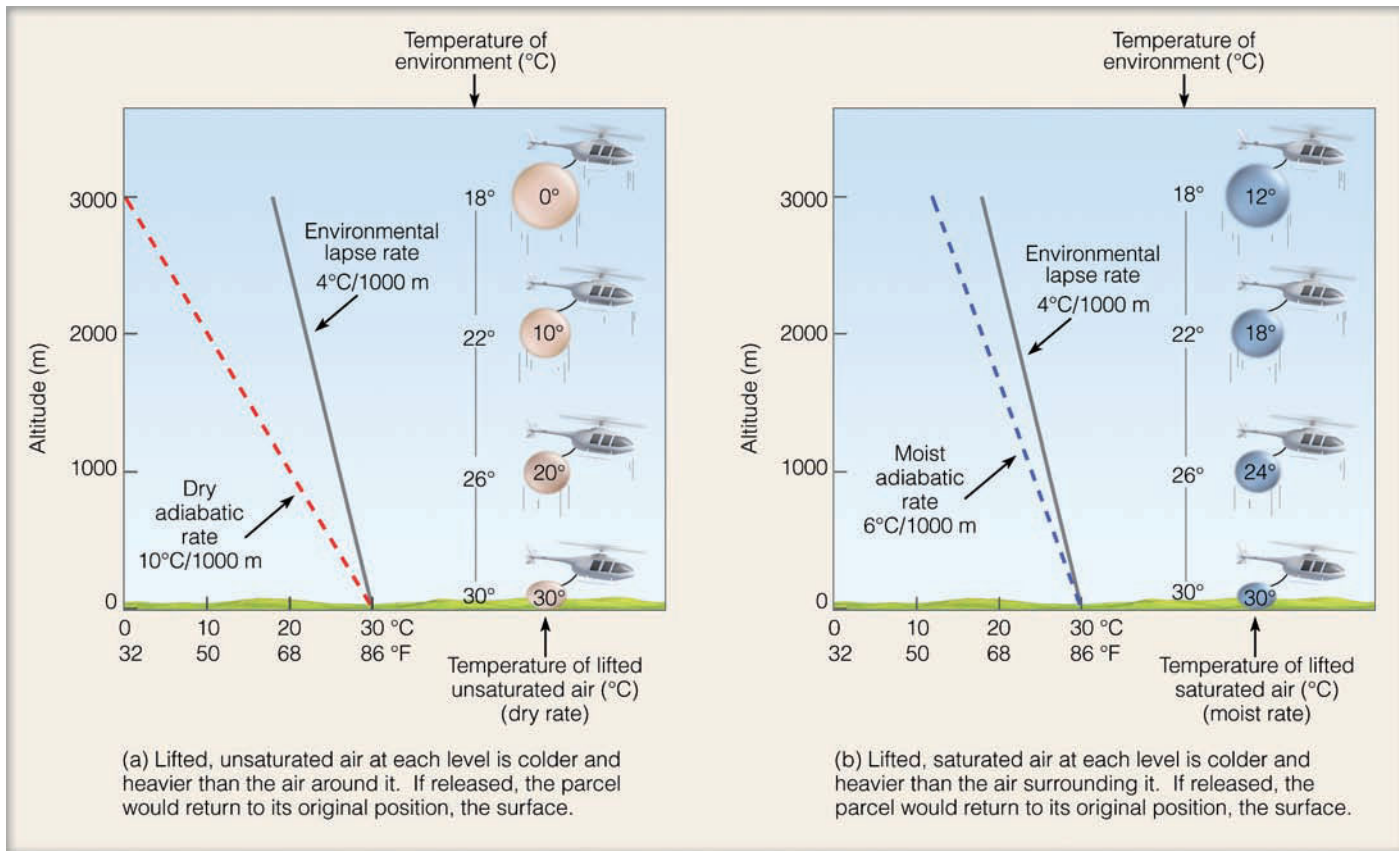 Temperature of
environment (°C)
3000
2000
1000
0
Altitude (m)
Environmental
lapse rate
4°C/1000 m
Dry
adiabatic
rate
10°C/1000 m
18°
22°
26°
30°
0°
10°
20°
30°
0 10 20 30 °C
32 50 68 86 °F
Temperature of lifted
unsaturated air (°C)
(dry rate)
(a) Lifted, unsaturated air at each level is colder and
heavier than the air around it. If released, the parcel
would return to its original position, the surface.
Temperature of
environment (°C)
3000
2000
1000
0
Altitude (m)
Environmental
lapse rate
4°C/1000 m
Moist
adiabatic
rate
6°C/1000 m
18°
22°
26°
30°
12°
18°
24°
30°
0 10 20 30 °C
32 50 68 86 °F
Temperature of lifted
saturated air (°C)
(moist rate)
(b) Lifted, saturated air at each level is colder and
heavier than the air surrounding it. If released, the
parcel would return to its original position, the surface.